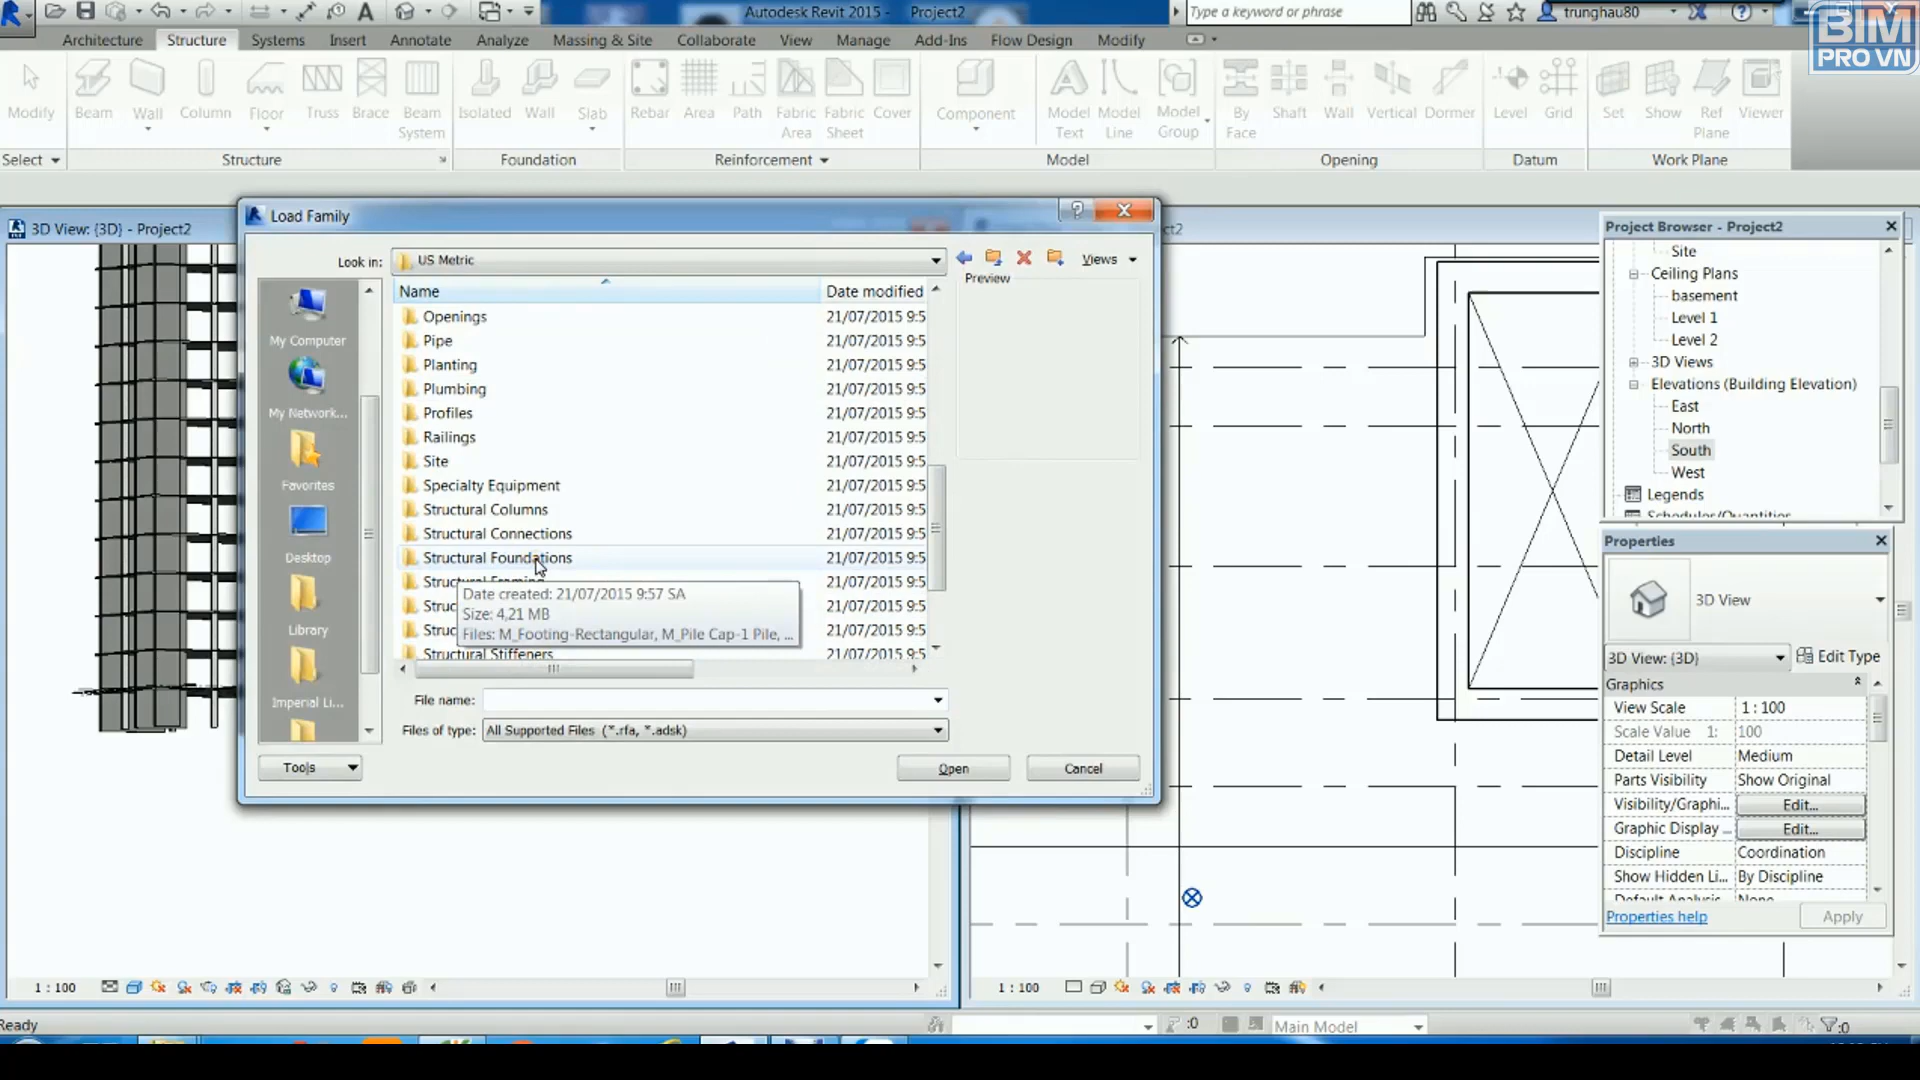 Autodesk Revit 2015 - Project2
Type a keyword or phrase
trunghau80
BIM
PRO VN
Architecture Structure Systems Insert Annotate Analyze Massing & Site Collaborate View Manage Add-Ins Flow Design Modify
Modify Beam Wall Column Floor Truss Brace Beam System Isolated Wall Slab Rebar Area Path Fabric Area Fabric Sheet Cover Component Model Text Model Line Model Group By Face Shaft Wall Vertical Dormer Level Grid Set Show Ref Plane Viewer
Select Structure Foundation Reinforcement Model Opening Datum Work Plane
3D View: {3D} - Project2
Load Family
Look in: US Metric
Views
Name Date modified
Preview
My Computer
My Network...
Favorites
Desktop
Library
Imperial Li...
Openings 21/07/2015 9:5
Pipe 21/07/2015 9:5
Planting 21/07/2015 9:5
Plumbing 21/07/2015 9:5
Profiles 21/07/2015 9:5
Railings 21/07/2015 9:5
Site 21/07/2015 9:5
Specialty Equipment 21/07/2015 9:5
Structural Columns 21/07/2015 9:5
Structural Connections 21/07/2015 9:5
Structural Foundations 21/07/2015 9:5
Structural Framing 21/07/2015 9:5
Struc 21/07/2015 9:5
Struc 21/07/2015 9:5
Structural Stiffeners 21/07/2015 9:5
Date created: 21/07/2015 9:57 SA
Size: 4,21 MB
Files: M_Footing-Rectangular, M_Pile Cap-1 Pile, ...
File name:
Files of type: All Supported Files (*.rfa, *.adsk)
Tools
Open
Cancel
ct2
Project Browser - Project2
Site
Ceiling Plans
basement
Level 1
Level 2
3D Views
Elevations (Building Elevation)
East
North
South
West
Legends
Schedules/Quantities
Properties
3D View
3D View: {3D} Edit Type
Graphics
View Scale 1 : 100
Scale Value 1: 100
Detail Level Medium
Parts Visibility Show Original
Visibility/Graphi... Edit...
Graphic Display ... Edit...
Discipline Coordination
Show Hidden Li... By Discipline
Default Analysis None
Properties help
Apply
1 : 100
1 : 100
Ready
:0
Main Model
:0